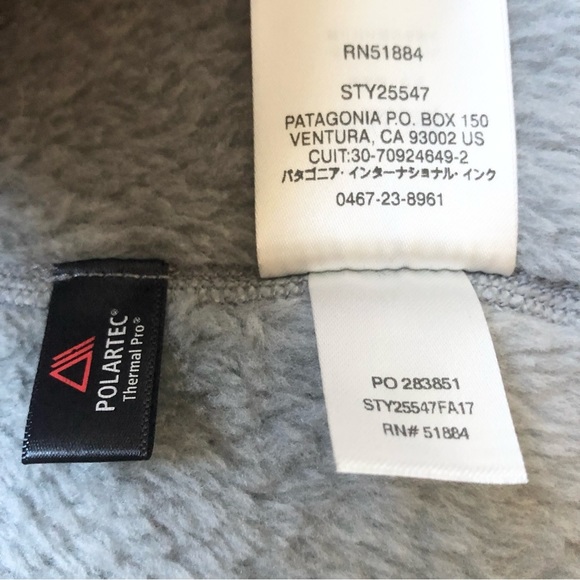 RN51884
STY25547
PATAGONIA P.O. BOX 150
VENTURA, CA 93002 US
CUIT:30-70924649-2
パタゴニア・インターナショナル・インク
0467-23-8961
POLARTEC®
Thermal Pro®
PO 283851
STY25547FA17
RN# 51884